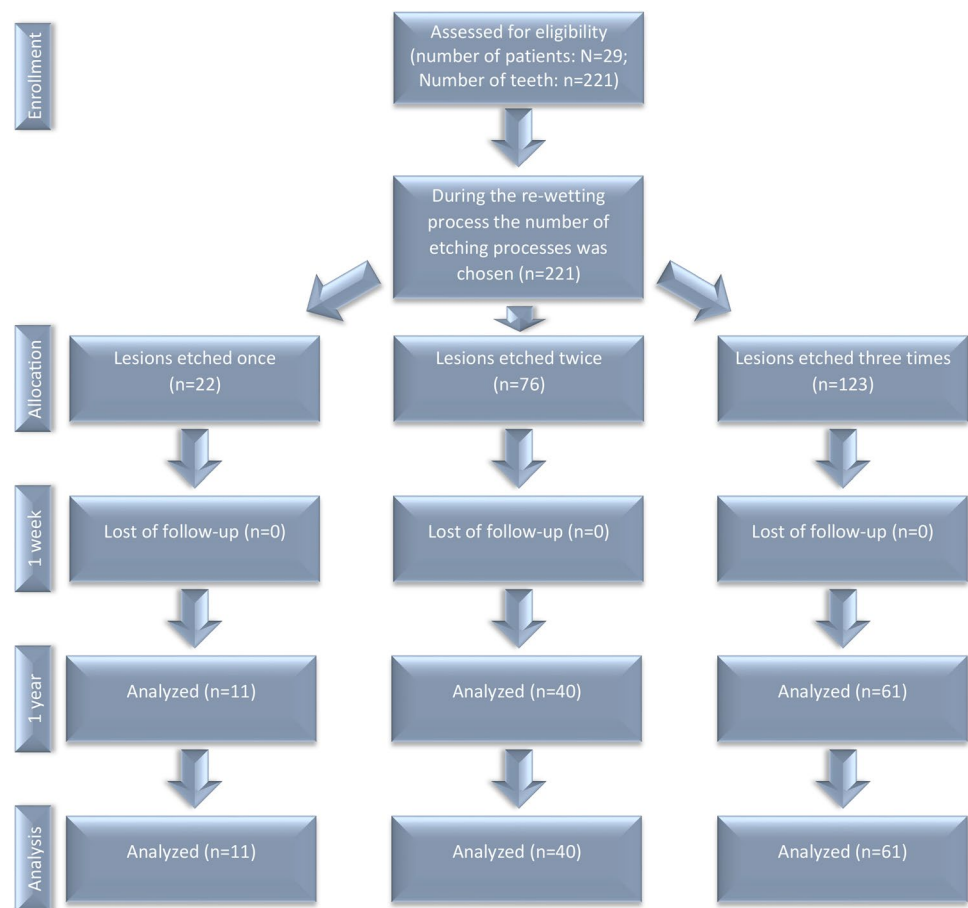 Enrollment
Assessed for eligibility
(number of patients: N=29;
Number of teeth: n=221)
During the re-wetting
process the number of
etching processes was
chosen (n=221)
Allocation
Lesions etched once
(n=22)
Lesions etched twice
(n=76)
Lesions etched three times
(n=123)
1 week
Lost of follow-up (n=0)
Lost of follow-up (n=0)
Lost of follow-up (n=0)
1 year
Analyzed (n=11)
Analyzed (n=40)
Analyzed (n=61)
Analysis
Analyzed (n=11)
Analyzed (n=40)
Analyzed (n=61)